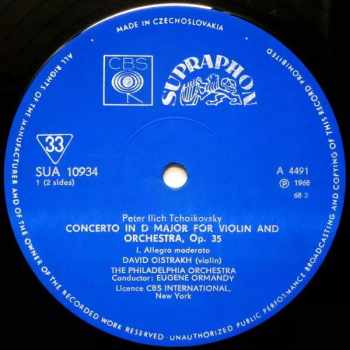 MADE IN CZECHOSLOVAKIA
ALL RIGHTS OF THE MANUFACTURER AND OF THE OWNER OF THE RECORDED WORK RESERVED · UNAUTHORIZED PUBLIC PERFORMANCE BROADCASTING AND COPYING OF THIS RECORD PROHIBITED
CBS
SUPRAPHON
33
SUA 10934
1 (2 sides)
A 4491
Ⓟ 1968
68 3
Peter Ilich Tchaikovsky
CONCERTO IN D MAJOR FOR VIOLIN AND
ORCHESTRA, Op. 35
I. Allegro moderato
DAVID OISTRAKH (violin)
THE PHILADELPHIA ORCHESTRA
Conductor: EUGENE ORMANDY
Licence CBS INTERNATIONAL,
New York